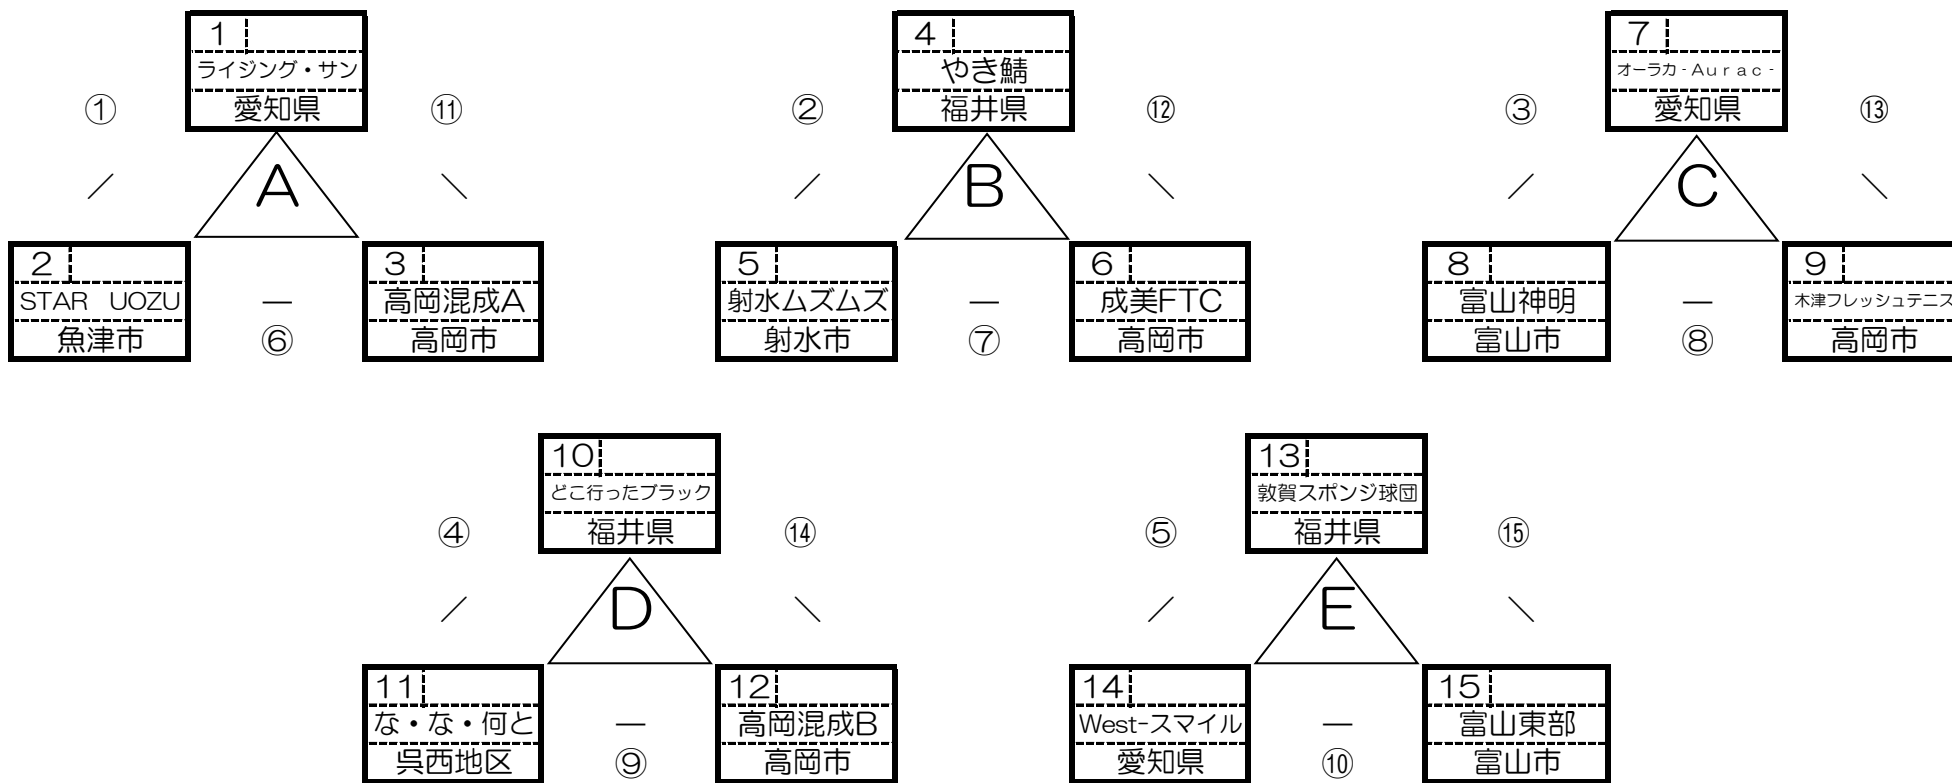 1
ライジング・サン
愛知県
①
⑪
A
2
STAR UOZU
魚津市
―
⑥
3
高岡混成A
高岡市
4
やき鯖
福井県
②
⑫
B
5
射水ムズムズ
射水市
―
⑦
6
成美FTC
高岡市
7
オーラカ-Aurac-
愛知県
③
⑬
C
8
富山神明
富山市
―
⑧
9
木津フレッシュテニス
高岡市
10
どこ行ったブラック
福井県
④
⑭
D
11
な・な・何と
呉西地区
―
⑨
12
高岡混成B
高岡市
13
敦賀スポンジ球団
福井県
⑤
⑮
E
14
West-スマイル
愛知県
―
⑩
15
富山東部
富山市